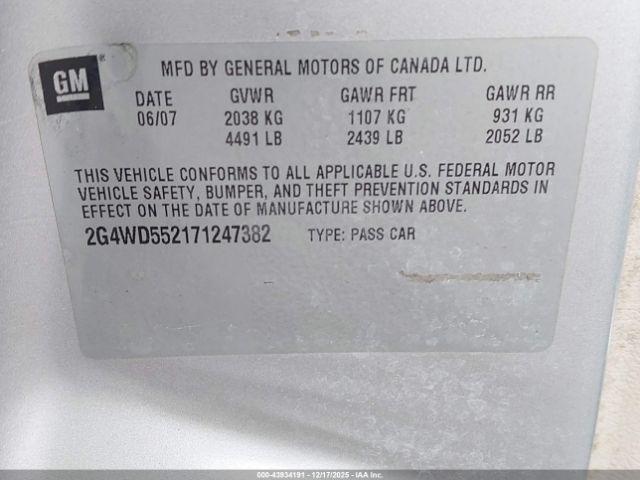 GM
MFD BY GENERAL MOTORS OF CANADA LTD.
DATE GVWR GAWR FRT GAWR RR
06/07 2038 KG 1107 KG 931 KG
4491 LB 2439 LB 2052 LB
THIS VEHICLE CONFORMS TO ALL APPLICABLE U.S. FEDERAL MOTOR
VEHICLE SAFETY, BUMPER, AND THEFT PREVENTION STANDARDS IN
EFFECT ON THE DATE OF MANUFACTURE SHOWN ABOVE.
2G4WD552171247382 TYPE: PASS CAR
000-43934191 - 12/17/2025 - IAA Inc.